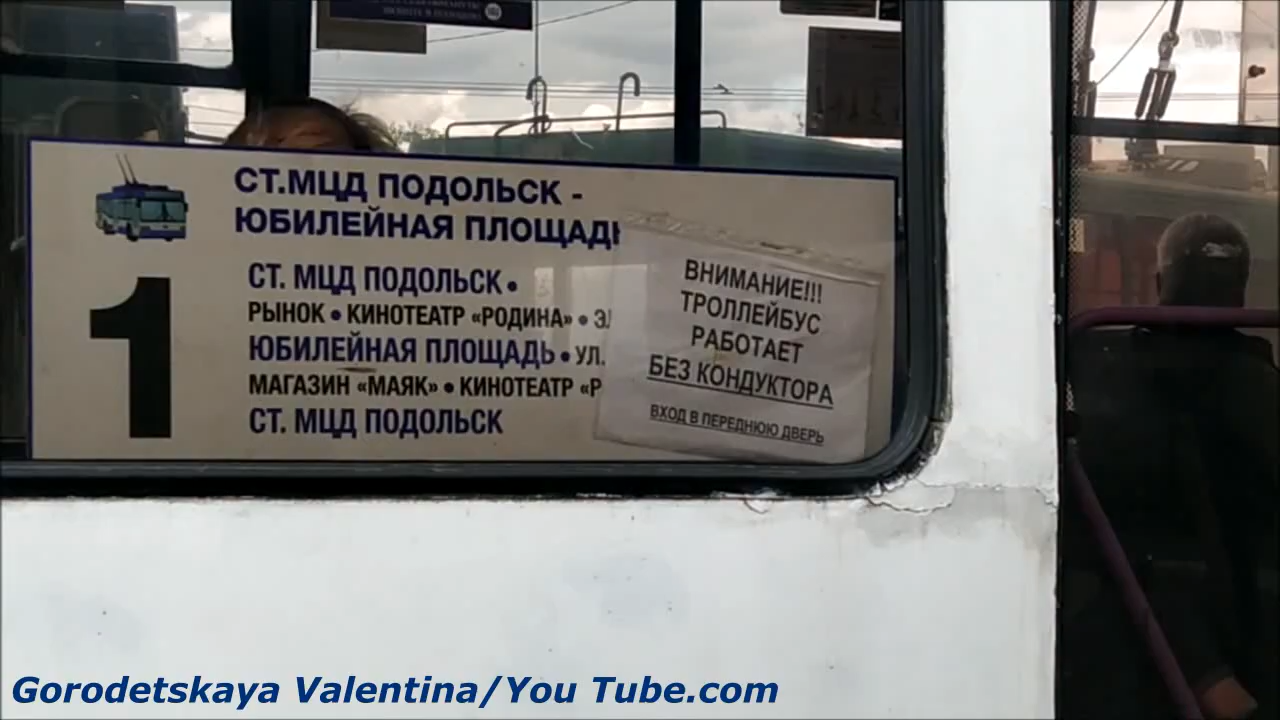 СТ.МЦД ПОДОЛЬСК -
ЮБИЛЕЙНАЯ ПЛОЩАДЬ
1
СТ. МЦД ПОДОЛЬСК •
РЫНОК • КИНОТЕАТР «РОДИНА» •
ЮБИЛЕЙНАЯ ПЛОЩАДЬ • УЛ.
МАГАЗИН «МАЯК» • КИНОТЕАТР
СТ. МЦД ПОДОЛЬСК
ВНИМАНИЕ!!!
ТРОЛЛЕЙБУС
РАБОТАЕТ
БЕЗ КОНДУКТОРА
ВХОД В ПЕРЕДНЮЮ ДВЕРЬ
Gorodetskaya Valentina/You Tube.com